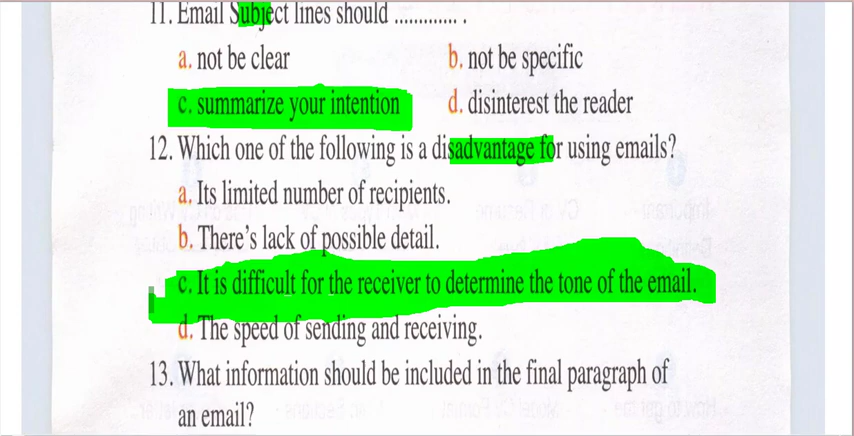 11. Email Subject lines should ............. .
a. not be clear b. not be specific
c. summarize your intention d. disinterest the reader
12. Which one of the following is a disadvantage for using emails?
a. Its limited number of recipients.
b. There's lack of possible detail.
c. It is difficult for the receiver to determine the tone of the email.
d. The speed of sending and receiving.
13. What information should be included in the final paragraph of
an email?